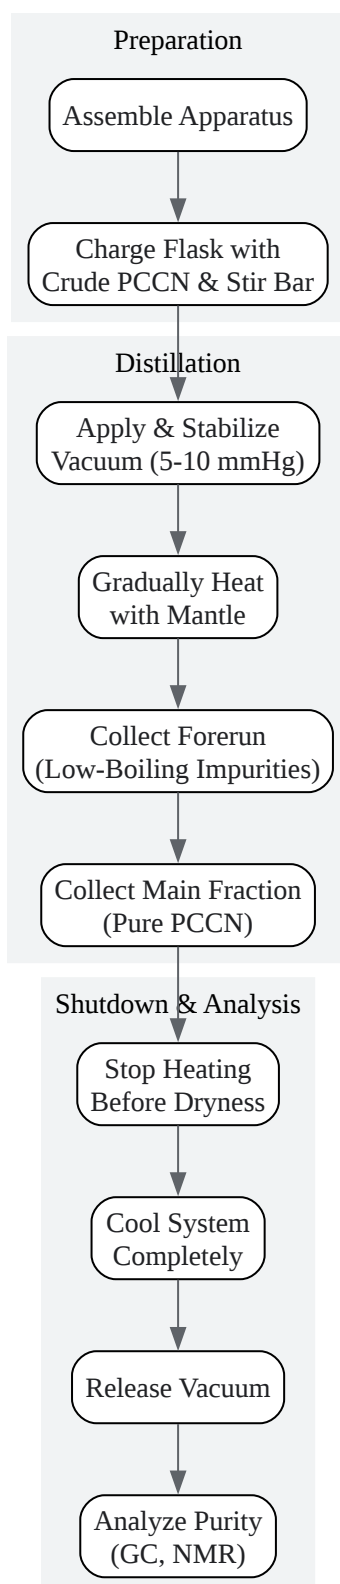 Preparation
Assemble Apparatus
Charge Flask with
Crude PCCN & Stir Bar
Distillation
Apply & Stabilize
Vacuum (5-10 mmHg)
Gradually Heat
with Mantle
Collect Forerun
(Low-Boiling Impurities)
Collect Main Fraction
(Pure PCCN)
Shutdown & Analysis
Stop Heating
Before Dryness
Cool System
Completely
Release Vacuum
Analyze Purity
(GC, NMR)